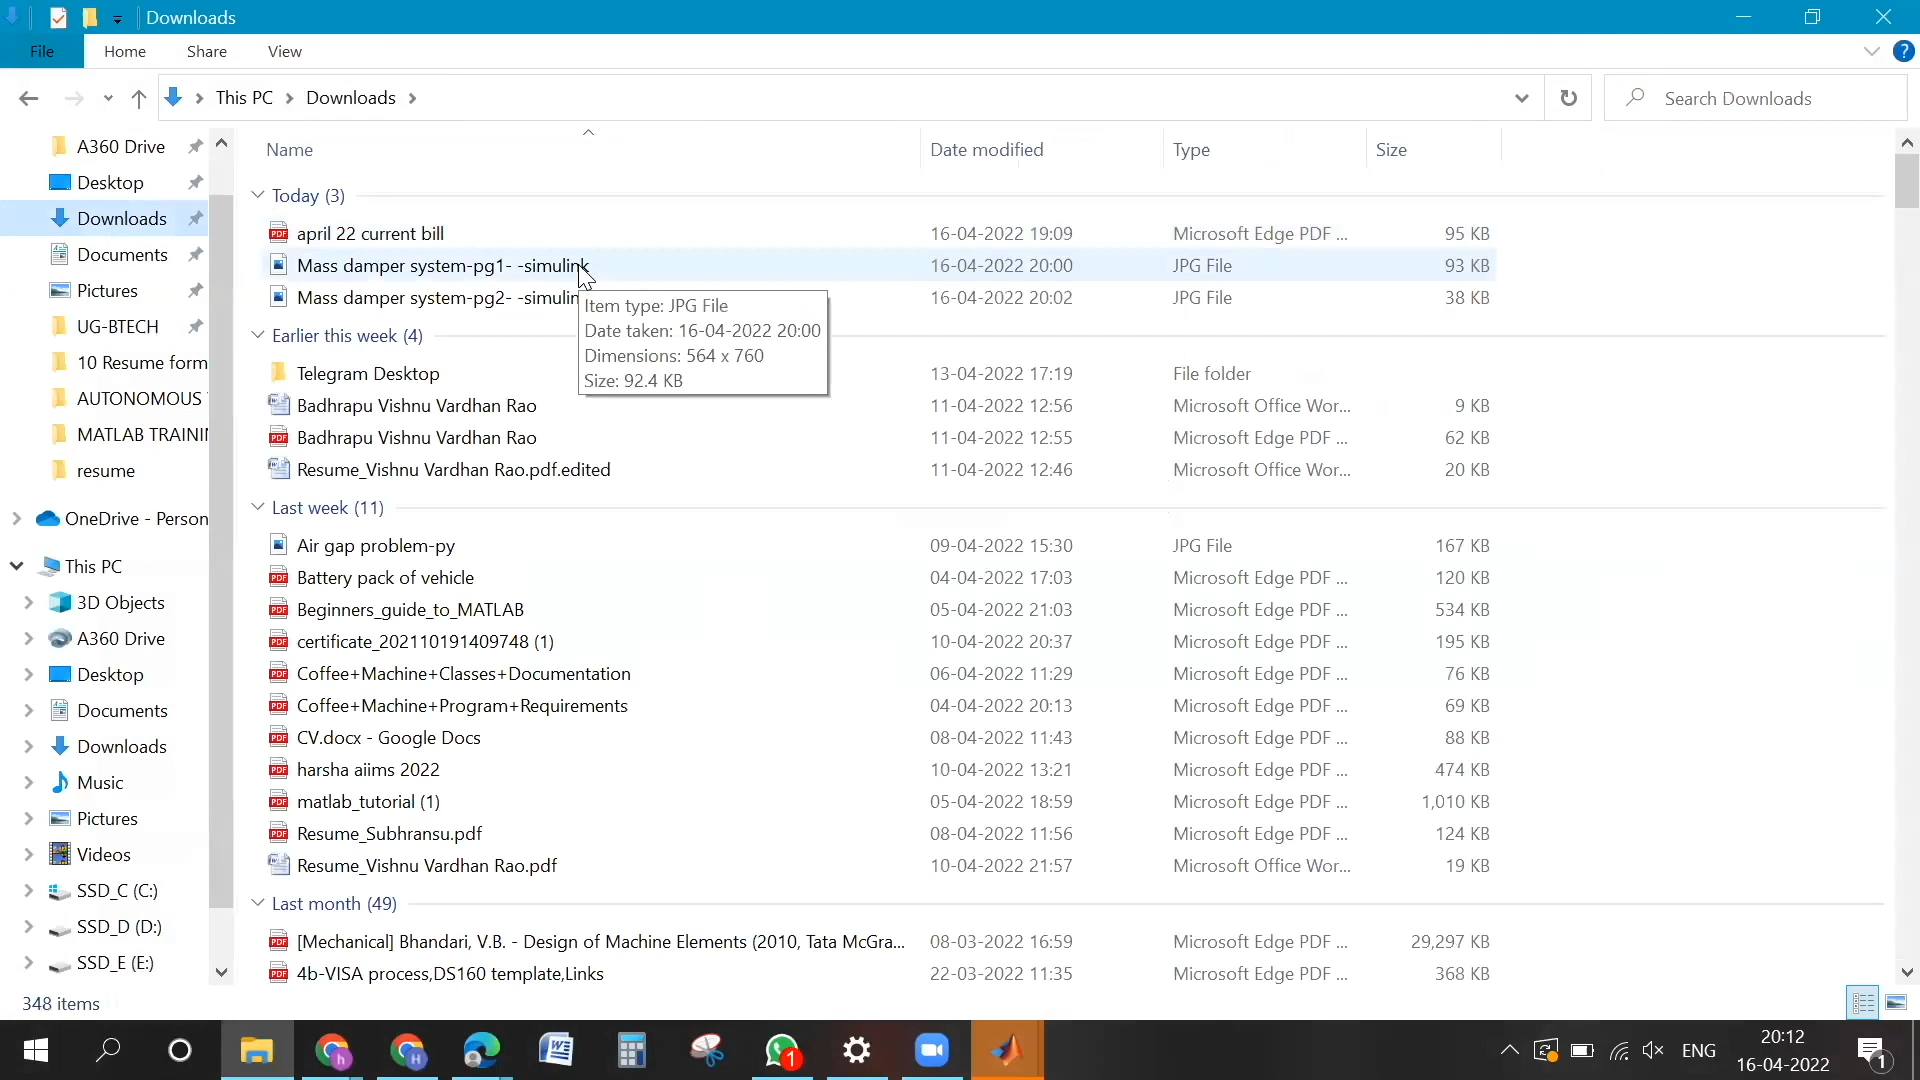 Downloads
File Home Share View
This PC Downloads
Search Downloads
A360 Drive
Desktop
Downloads
Documents
Pictures
UG-BTECH
10 Resume form
AUTONOMOUS
MATLAB TRAINI
resume
OneDrive - Person
This PC
3D Objects
A360 Drive
Desktop
Documents
Downloads
Music
Pictures
Videos
SSD_C (C:)
SSD_D (D:)
SSD_E (E:)
Name Date modified Type Size
Today (3)
april 22 current bill 16-04-2022 19:09 Microsoft Edge PDF ... 95 KB
Mass damper system-pg1- -simulink 16-04-2022 20:00 JPG File 93 KB
Mass damper system-pg2- -simulin 16-04-2022 20:02 JPG File 38 KB
Item type: JPG File
Date taken: 16-04-2022 20:00
Dimensions: 564 x 760
Size: 92.4 KB
Earlier this week (4)
Telegram Desktop 13-04-2022 17:19 File folder
Badhrapu Vishnu Vardhan Rao 11-04-2022 12:56 Microsoft Office Wor... 9 KB
Badhrapu Vishnu Vardhan Rao 11-04-2022 12:55 Microsoft Edge PDF ... 62 KB
Resume_Vishnu Vardhan Rao.pdf.edited 11-04-2022 12:46 Microsoft Office Wor... 20 KB
Last week (11)
Air gap problem-py 09-04-2022 15:30 JPG File 167 KB
Battery pack of vehicle 04-04-2022 17:03 Microsoft Edge PDF ... 120 KB
Beginners_guide_to_MATLAB 05-04-2022 21:03 Microsoft Edge PDF ... 534 KB
certificate_202110191409748 (1) 10-04-2022 20:37 Microsoft Edge PDF ... 195 KB
Coffee+Machine+Classes+Documentation 06-04-2022 11:29 Microsoft Edge PDF ... 76 KB
Coffee+Machine+Program+Requirements 04-04-2022 20:13 Microsoft Edge PDF ... 69 KB
CV.docx - Google Docs 08-04-2022 11:43 Microsoft Edge PDF ... 88 KB
harsha aiims 2022 10-04-2022 13:21 Microsoft Edge PDF ... 474 KB
matlab_tutorial (1) 05-04-2022 18:59 Microsoft Edge PDF ... 1,010 KB
Resume_Subhransu.pdf 08-04-2022 11:56 Microsoft Edge PDF ... 124 KB
Resume_Vishnu Vardhan Rao.pdf 10-04-2022 21:57 Microsoft Office Wor... 19 KB
Last month (49)
[Mechanical] Bhandari, V.B. - Design of Machine Elements (2010, Tata McGra... 08-03-2022 16:59 Microsoft Edge PDF ... 29,297 KB
4b-VISA process,DS160 template,Links 22-03-2022 11:35 Microsoft Edge PDF ... 368 KB
348 items
ENG
20:12
16-04-2022